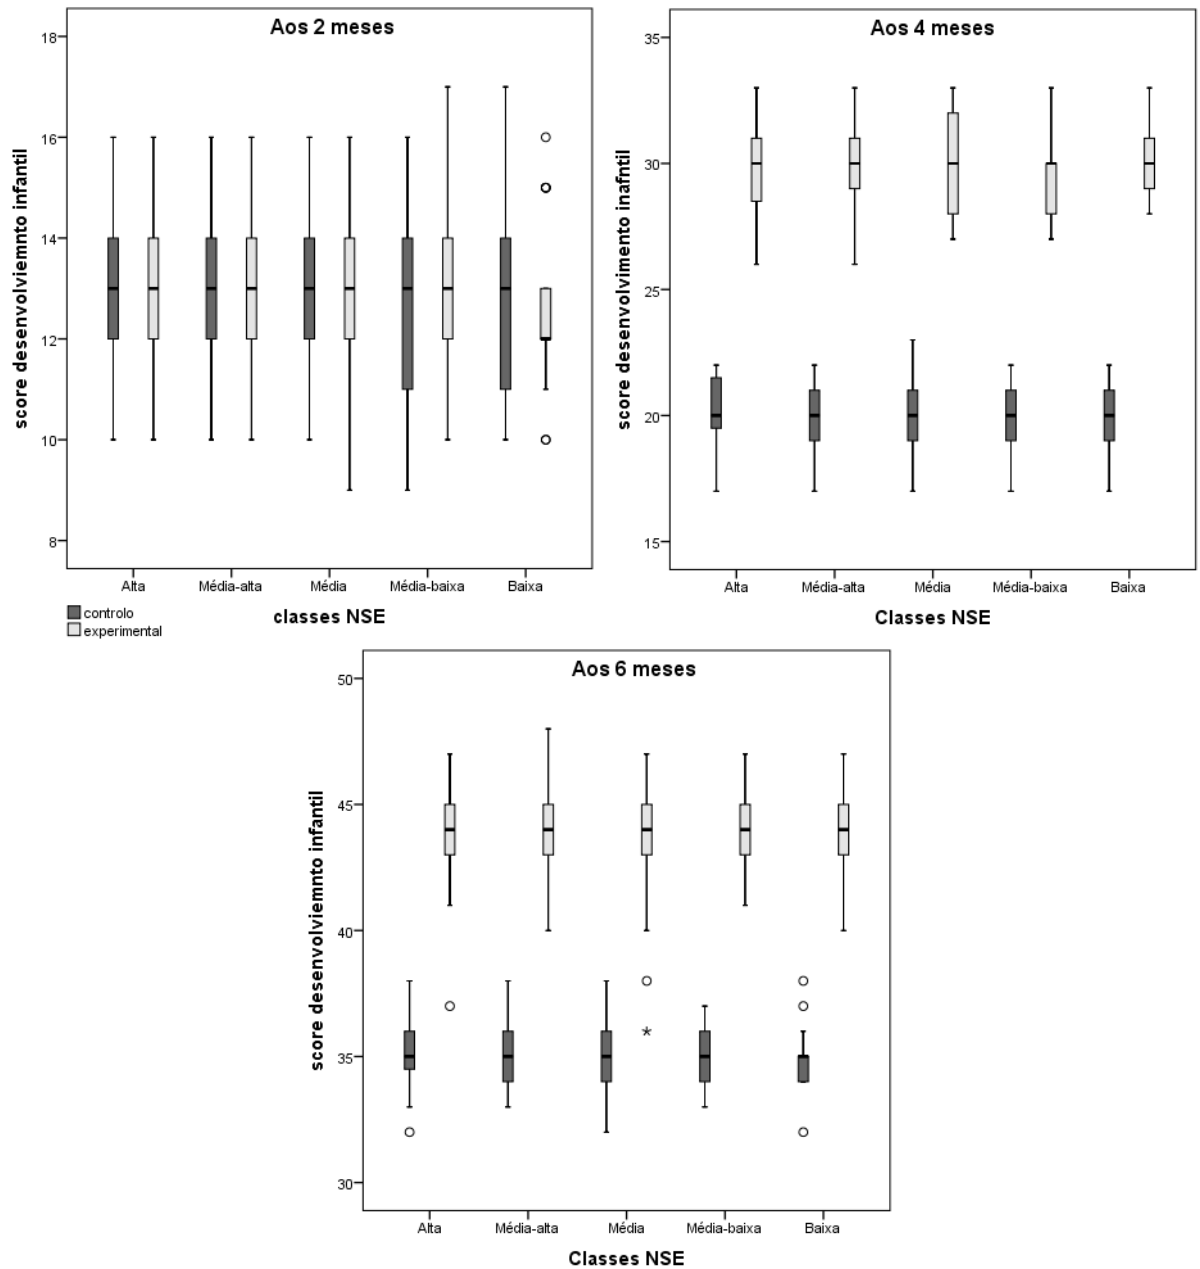 Aos 2 meses
score desenvolviemnto infantil
18
16
14
12
10
8
Alta Média-alta Média Média-baixa Baixa
classes NSE
controlo
experimental
Aos 4 meses
score desenvolvimento inafntil
35
30
25
20
15
Alta Média-alta Média Média-baixa Baixa
Classes NSE
Aos 6 meses
score desenvolviemnto infantil
50
45
40
35
30
Alta Média-alta Média Média-baixa Baixa
Classes NSE